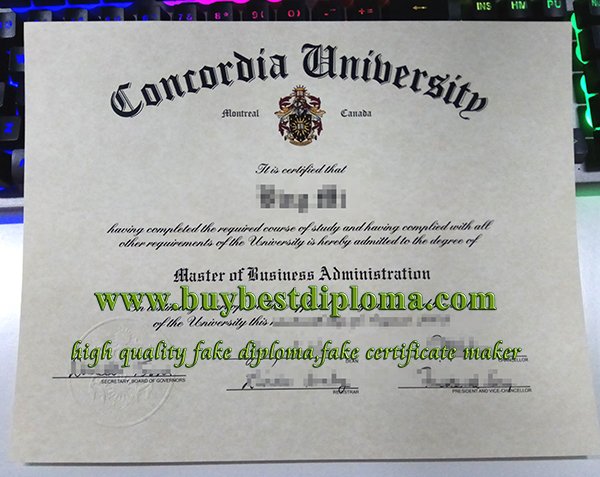 INS HM PU
Concordia University
Montreal Canada
It is certified that
having completed the required course of study and having complied with all
other requirements of the University is hereby admitted to the degree of
Master of Business Administration
www.buybestdiploma.com
of the University this
high quality fake diploma,fake certificate maker
SECRETARY, BOARD OF GOVERNORS
REGISTRAR
PRESIDENT AND VICE-CHANCELLOR